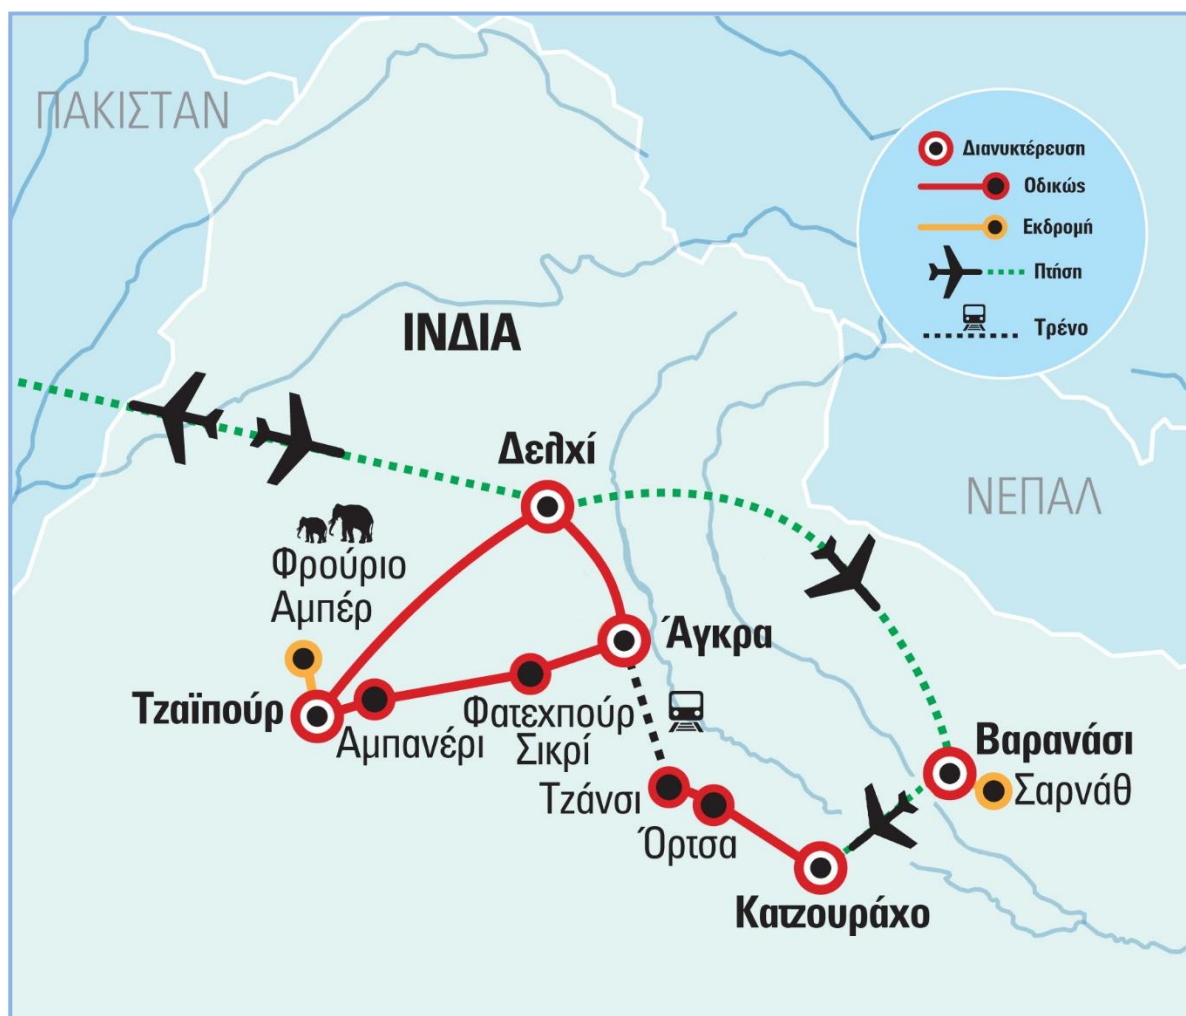 ΠΑΚΙΣΤΑΝ
Διανυκτέρευση
Οδικώς
Εκδρομή
Πτήση
Τρένο
ΙΝΔΙΑ
Δελχί
ΝΕΠΑΛ
Φρούριο
Αμπέρ
Άγκρα
Τζαϊπούρ
Αμπανέρι
Φατεχπούρ
Σικρί
Βαρανάσι
Σαρνάθ
Τζάνσι
Όρτσα
Κατζουράχο